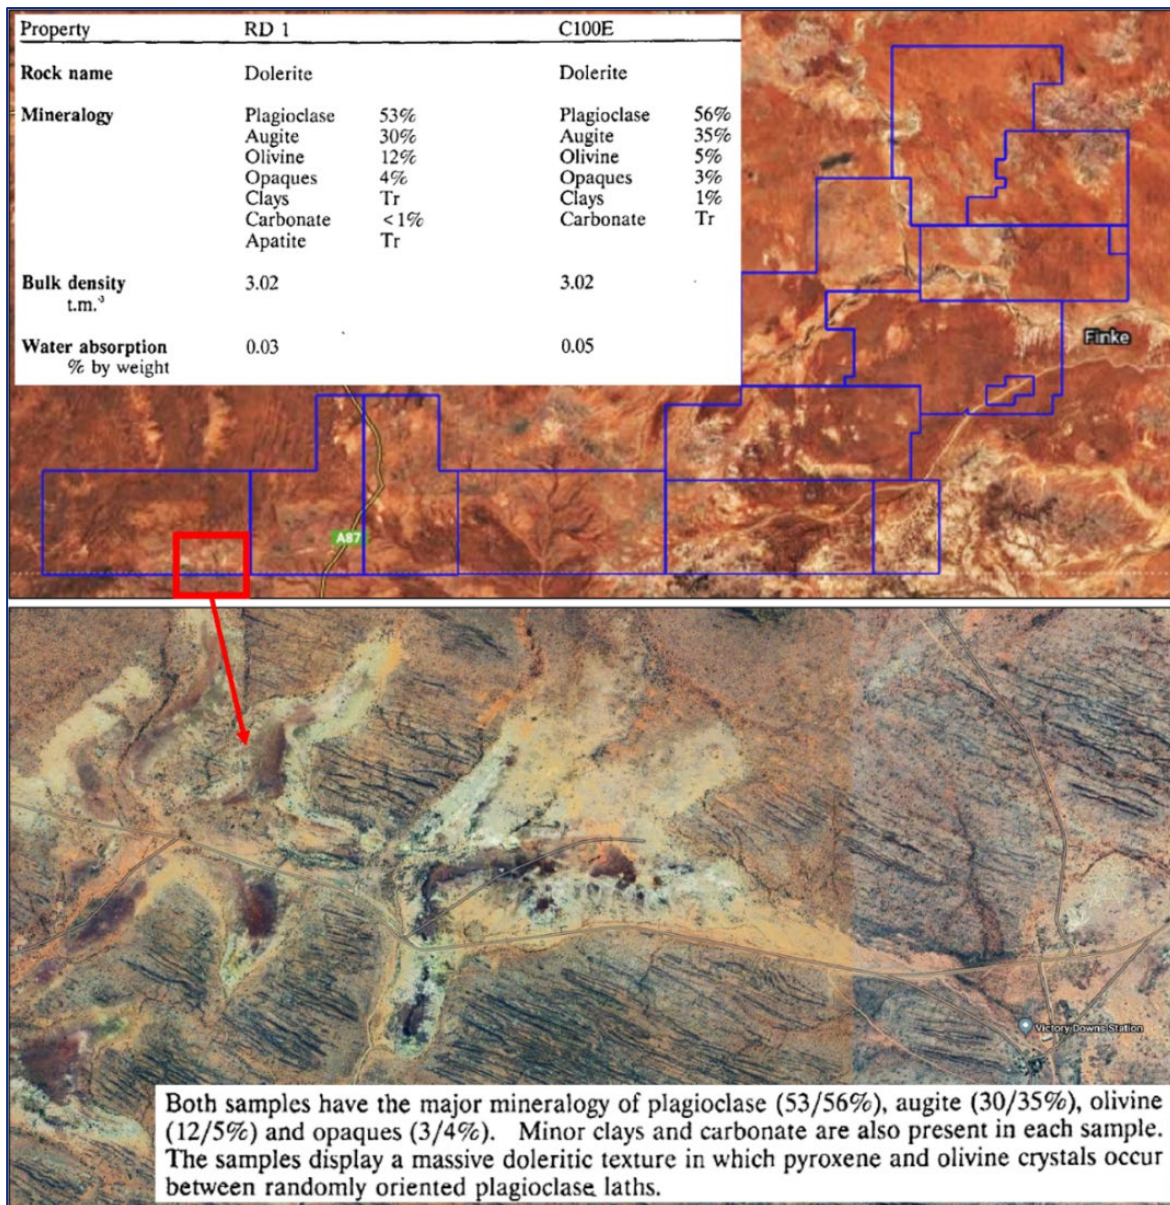 Property RD 1 C100E
Rock name Dolerite Dolerite
Mineralogy Plagioclase 53% Plagioclase 56%
Augite 30% Augite 35%
Olivine 12% Olivine 5%
Opaques 4% Opaques 3%
Clays Tr Clays 1%
Carbonate <1% Carbonate Tr
Apatite Tr
Bulk density 3.02 3.02
t.m.⁻³
Water absorption 0.03 0.05
% by weight
Finke
A87
Victory Downs Station
Both samples have the major mineralogy of plagioclase (53/56%), augite (30/35%), olivine
(12/5%) and opaques (3/4%). Minor clays and carbonate are also present in each sample.
The samples display a massive doleritic texture in which pyroxene and olivine crystals occur
between randomly oriented plagioclase laths.